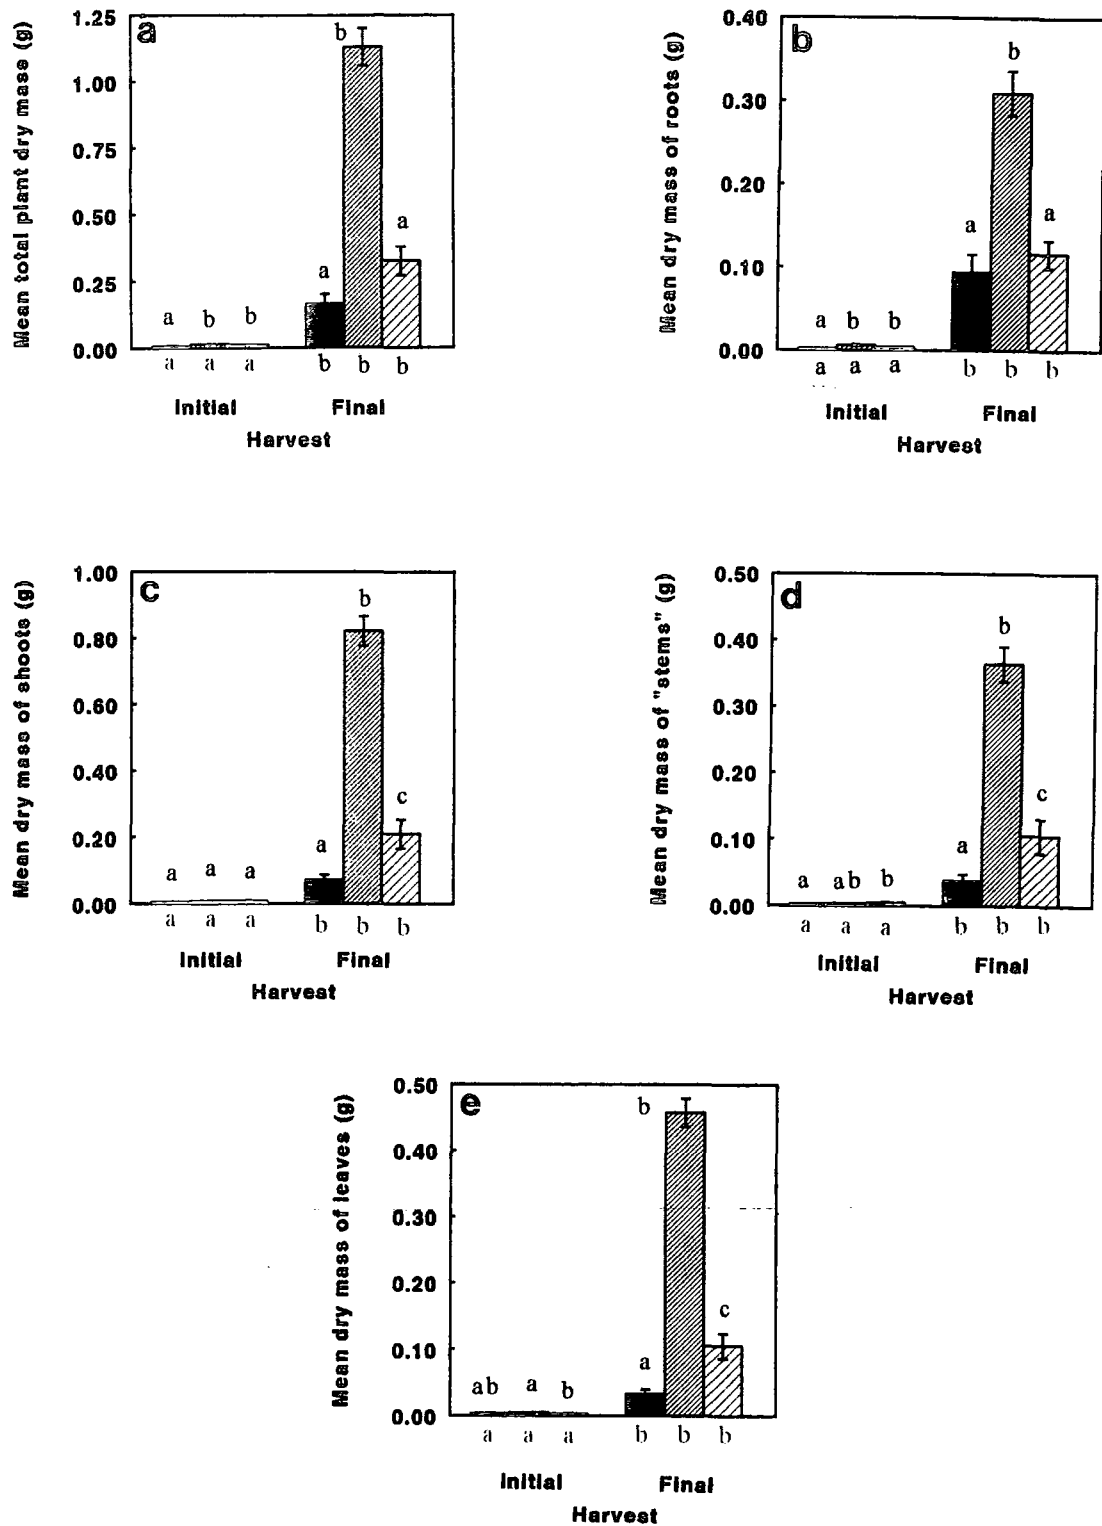 a
Mean total plant dry mass (g)
1.25
1.00
0.75
0.50
0.25
0.00
b
a
a
a b b
a a a b b b
Initial Final
Harvest
b
Mean dry mass of roots (g)
0.40
0.30
0.20
0.10
0.00
b
a a
a b b
a a a b b b
Initial Final
Harvest
c
Mean dry mass of shoots (g)
1.00
0.80
0.60
0.40
0.20
0.00
b
c
a
a a a
a a a b b b
Initial Final
Harvest
d
Mean dry mass of "stems" (g)
0.50
0.40
0.30
0.20
0.10
0.00
b
c
a
a ab b
a a a b b b
Initial Final
Harvest
e
Mean dry mass of leaves (g)
0.50
0.40
0.30
0.20
0.10
0.00
b
c
a
ab a b
a a a b b b
Initial Final
Harvest